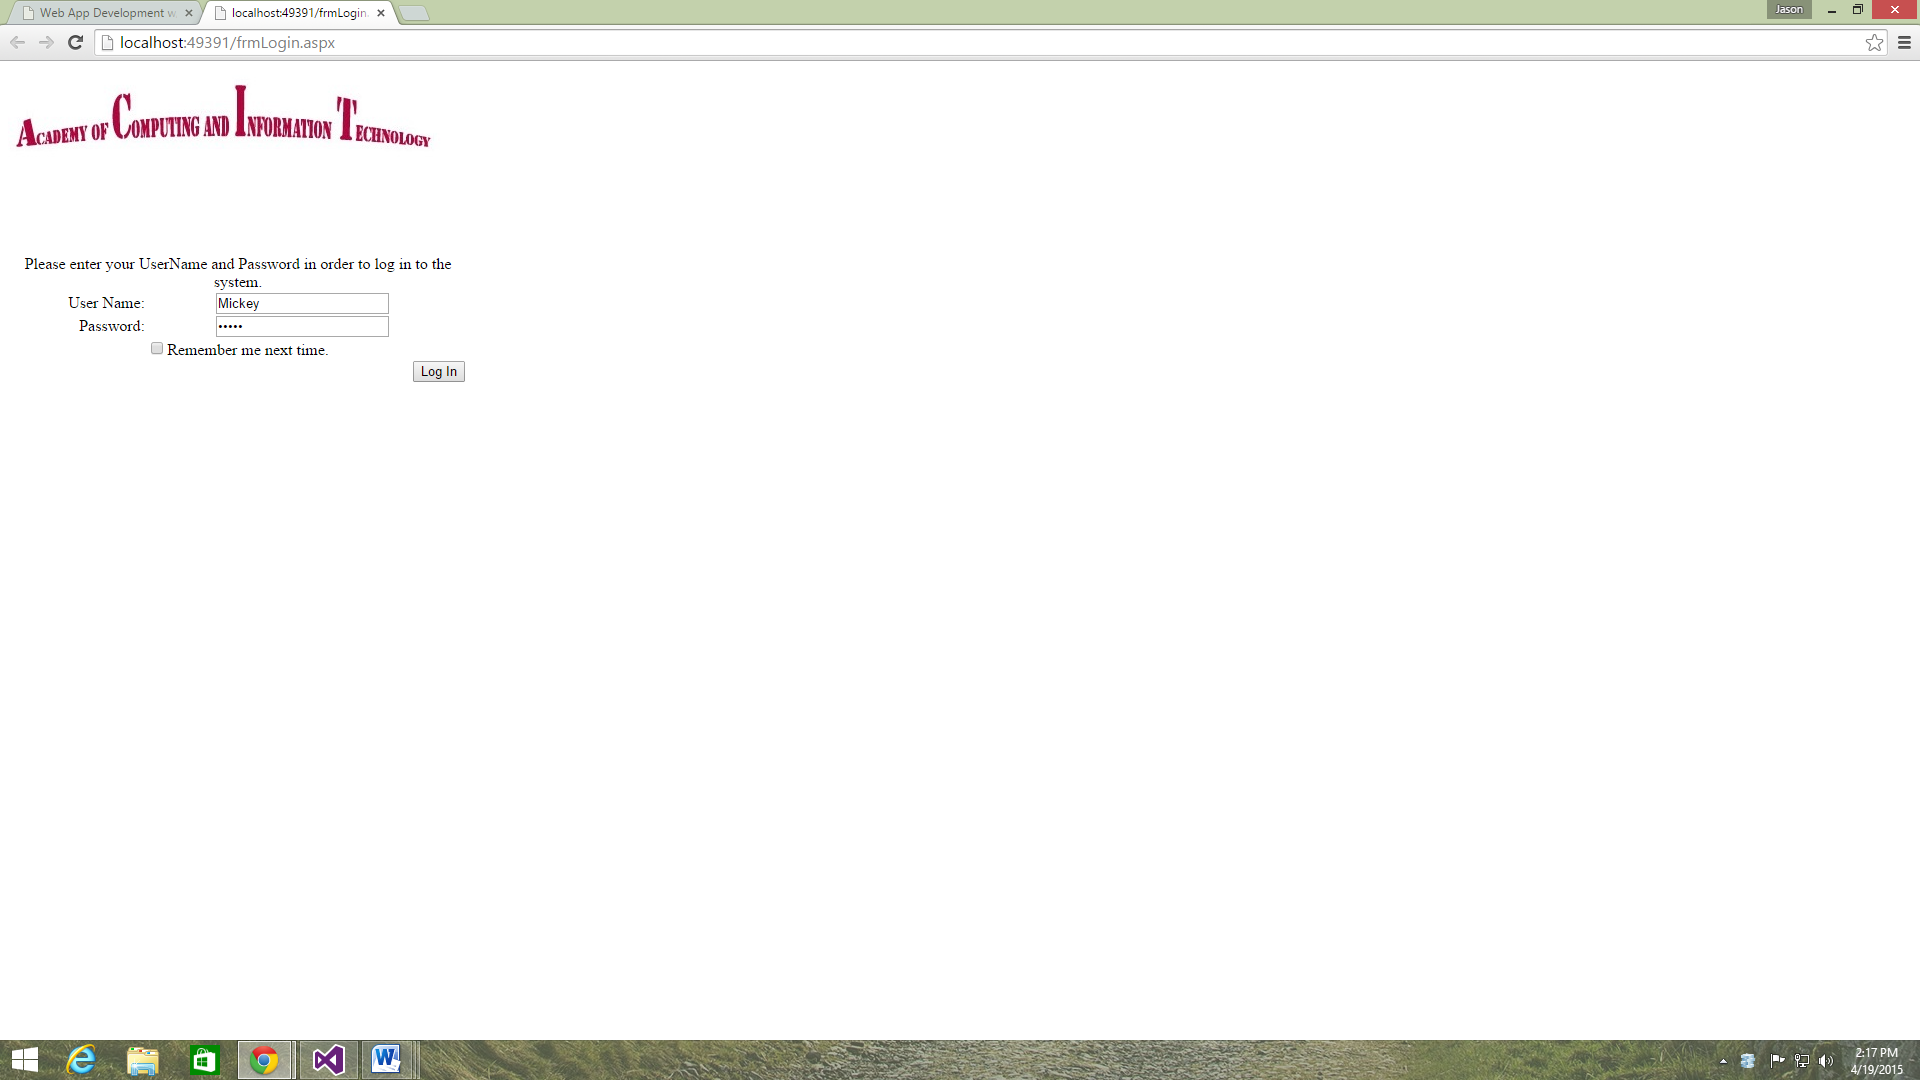 Web App Development w
localhost:49391/frmLogin.
Jason
localhost:49391/frmLogin.aspx
ACADEMY OF COMPUTING AND INFORMATION TECHNOLOGY
Please enter your UserName and Password in order to log in to the
system.
User Name:
Mickey
Password:
•••••
Remember me next time.
Log In
2:17 PM
4/19/2015